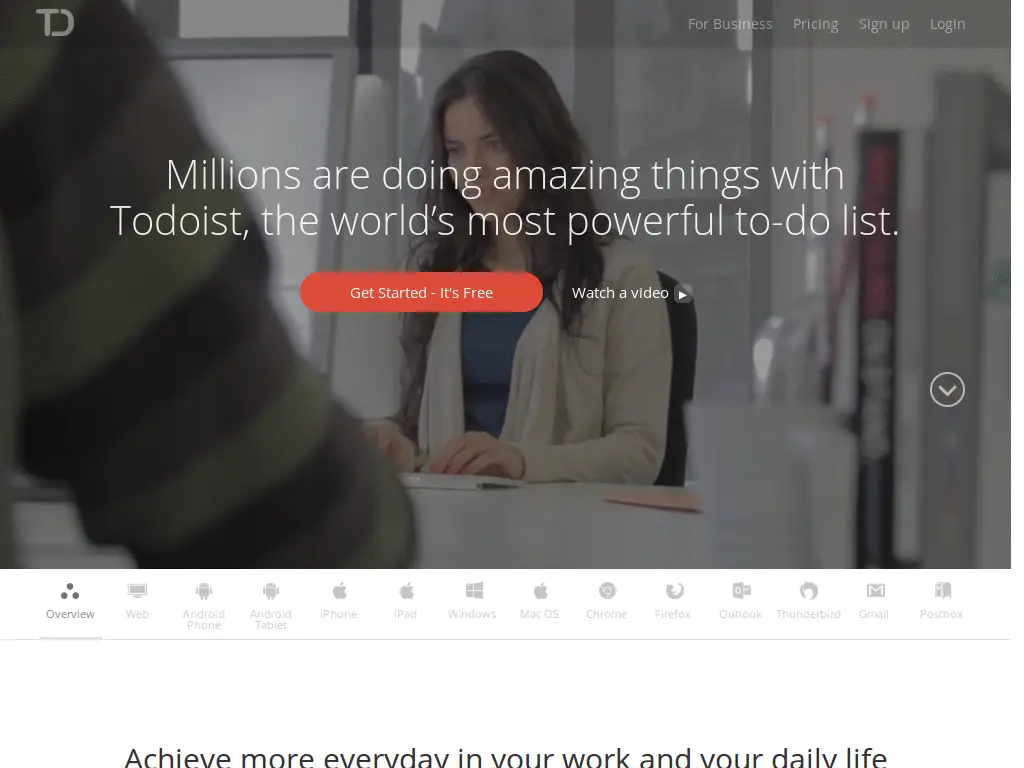 TD
For Business Pricing Sign up Login
Millions are doing amazing things with
Todoist, the world's most powerful to-do list.
Get Started - It's Free
Watch a video
Overview
Web
Android
Phone
Android
Tablet
iPhone
iPad
Windows
Mac OS
Chrome
Firefox
Outlook
Thunderbird
Gmail
Postbox
Achieve more everyday in your work and your daily life